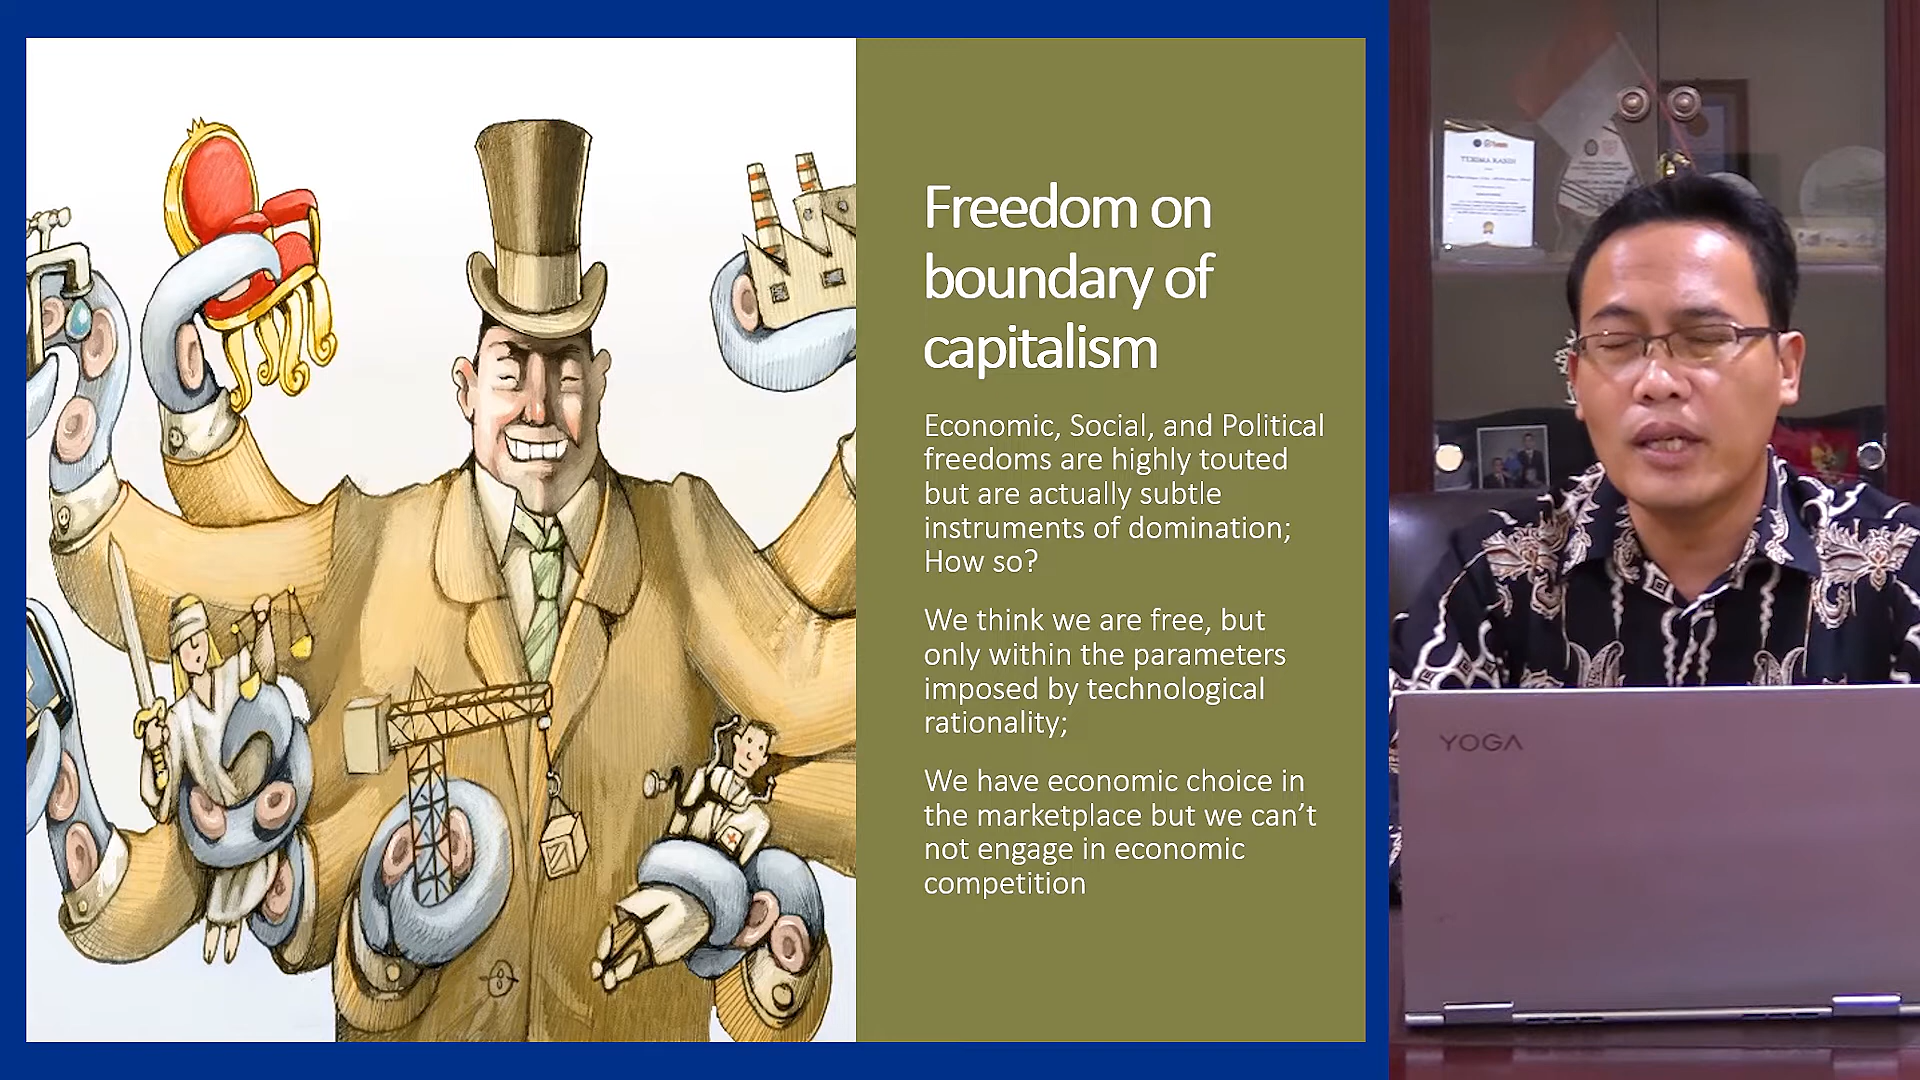 Freedom on
boundary of
capitalism
Economic, Social, and Political
freedoms are highly touted
but are actually subtle
instruments of domination;
How so?
We think we are free, but
only within the parameters
imposed by technological
rationality;
We have economic choice in
the marketplace but we can’t
not engage in economic
competition
TERIMA KASIH
YOGA